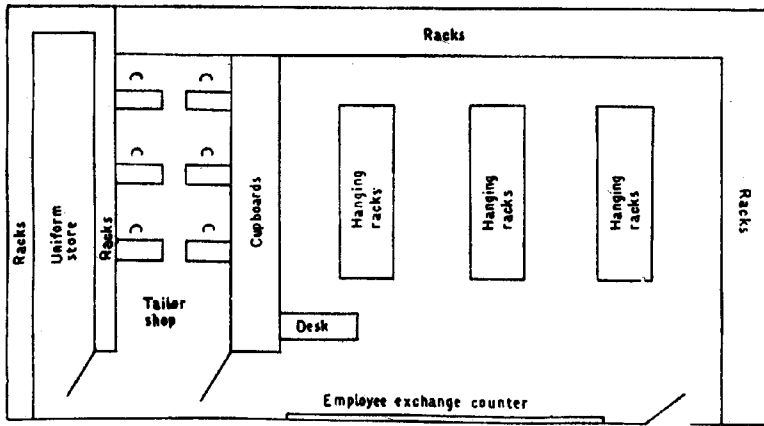 Racks
Racks
Uniform
store
Racks
Tailor
shop
Cupboards
Hanging
racks
Hanging
racks
Hanging
racks
Racks
Desk
Employee exchange counter